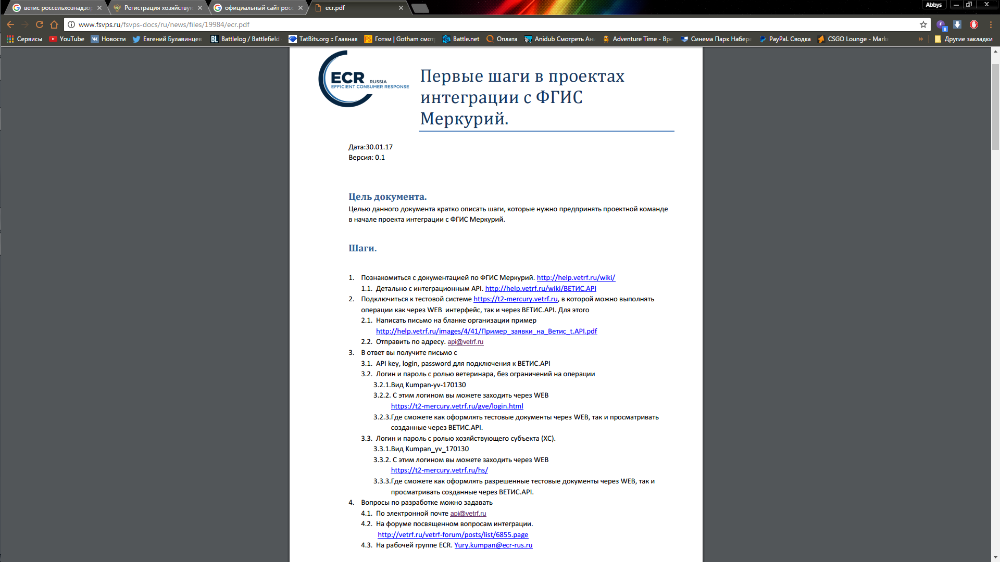 ветис россельхознадзор
Регистрация хозяйствую
официальный сайт росс
ecr.pdf
Abbys
www.fsvps.ru/fsvps-docs/ru/news/files/19984/ecr.pdf
8
Сервисы
YouTube
Новости
Евгений Булавинцев
Battlelog / Battlefield
TatBits.org :: Главная
Готэм | Gotham смот
Battle.net
Оплата
Anidub Смотреть Ани
Adventure Time - Вре
Синема Парк Набере
PayPal. Сводка
CSGO Lounge - Mark
Другие закладки
ECR RUSSIA
EFFICIENT CONSUMER RESPONSE
Первые шаги в проектах
интеграции с ФГИС
Меркурий.
Дата:30.01.17
Версия: 0.1
Цель документа.
Целью данного документа кратко описать шаги, которые нужно предпринять проектной команде
в начале проекта интеграции с ФГИС Меркурий.
Шаги.
1. Познакомиться с документацией по ФГИС Меркурий. http://help.vetrf.ru/wiki/
1.1. Детально с интеграционным API. http://help.vetrf.ru/wiki/ВЕТИС.API
2. Подключиться к тестовой системе https://t2-mercury.vetrf.ru, в которой можно выполнять
операции как через WEB интерфейс, так и через ВЕТИС.API. Для этого
2.1. Написать письмо на бланке организации пример
http://help.vetrf.ru/images/4/41/Пример_заявки_на_Ветис_t.API.pdf
2.2. Отправить по адресу. api@vetrf.ru
3. В ответ вы получите письмо с
3.1. API key, login, password для подключения к ВЕТИС.API
3.2. Логин и пароль с ролью ветеринара, без ограничений на операции
3.2.1.Вид Kumpan-yv-170130
3.2.2. С этим логином вы можете заходить через WEB
https://t2-mercury.vetrf.ru/gve/login.html
3.2.3.Где сможете как оформлять тестовые документы через WEB, так и просматривать
созданные через ВЕТИС.API.
3.3. Логин и пароль с ролью хозяйствующего субъекта (ХС).
3.3.1.Вид Kumpan_yv_170130
3.3.2. С этим логином вы можете заходить через WEB
https://t2-mercury.vetrf.ru/hs/
3.3.3.Где сможете как оформлять разрешенные тестовые документы через WEB, так и
просматривать созданные через ВЕТИС.API.
4. Вопросы по разработке можно задавать
4.1. По электронной почте api@vetrf.ru
4.2. На форуме посвященном вопросам интеграции.
http://vetrf.ru/vetrf-forum/posts/list/6855.page
4.3. На рабочей группе ECR. Yury.kumpan@ecr-rus.ru